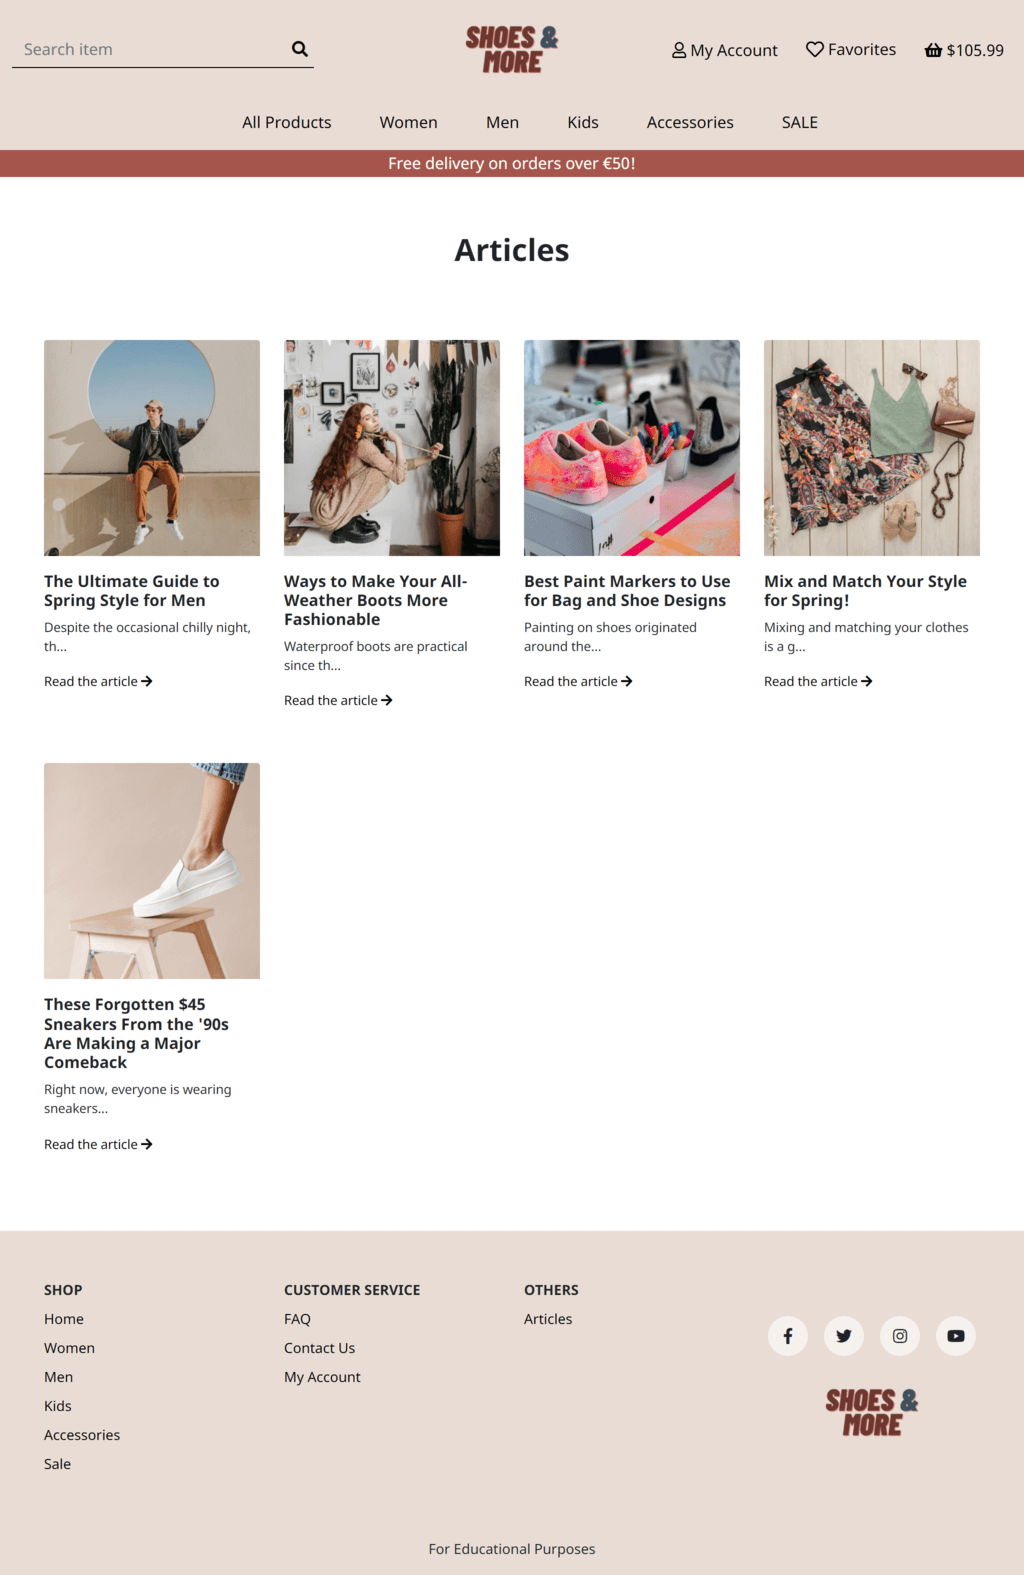 Search item
SHOES &
MORE
My Account
Favorites
$105.99
All Products
Women
Men
Kids
Accessories
SALE
Free delivery on orders over €50!
Articles
The Ultimate Guide to
Spring Style for Men
Despite the occasional chilly night,
th...
Read the article
Ways to Make Your All-
Weather Boots More
Fashionable
Waterproof boots are practical
since th...
Read the article
Best Paint Markers to Use
for Bag and Shoe Designs
Painting on shoes originated
around the...
Read the article
Mix and Match Your Style
for Spring!
Mixing and matching your clothes
is a g...
Read the article
These Forgotten $45
Sneakers From the '90s
Are Making a Major
Comeback
Right now, everyone is wearing
sneakers...
Read the article
SHOP
Home
Women
Men
Kids
Accessories
Sale
CUSTOMER SERVICE
FAQ
Contact Us
My Account
OTHERS
Articles
SHOES &
MORE
For Educational Purposes